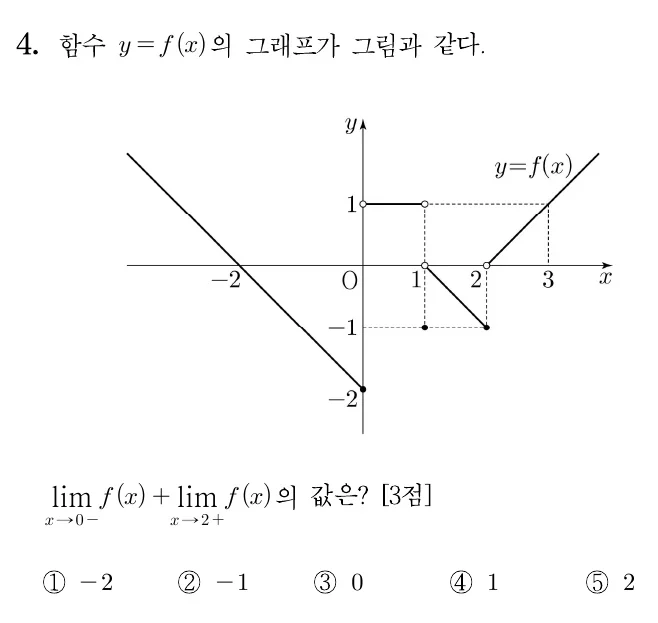 4. 함수 y=f(x)의 그래프가 그림과 같다.
y
y=f(x)
1
-2 O 1 2 3 x
-1
-2
lim f(x)+lim f(x)의 값은? [3점]
x→0- x→2+
① -2 ② -1 ③ 0 ④ 1 ⑤ 2